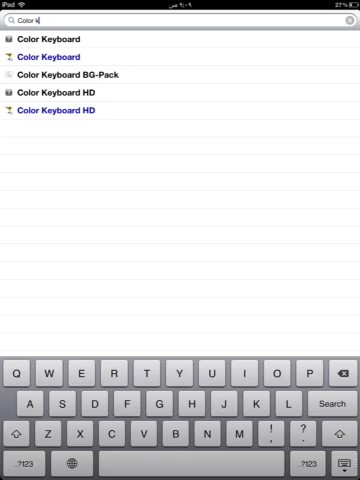 iPad ٩:٠٩ ص 27%
Color k
Color Keyboard
Color Keyboard
Color Keyboard BG-Pack
Color Keyboard HD
Color Keyboard HD
Q W E R T Y U I O P
A S D F G H J K L Search
Z X C V B N M ! , ? .
.?123 .?123